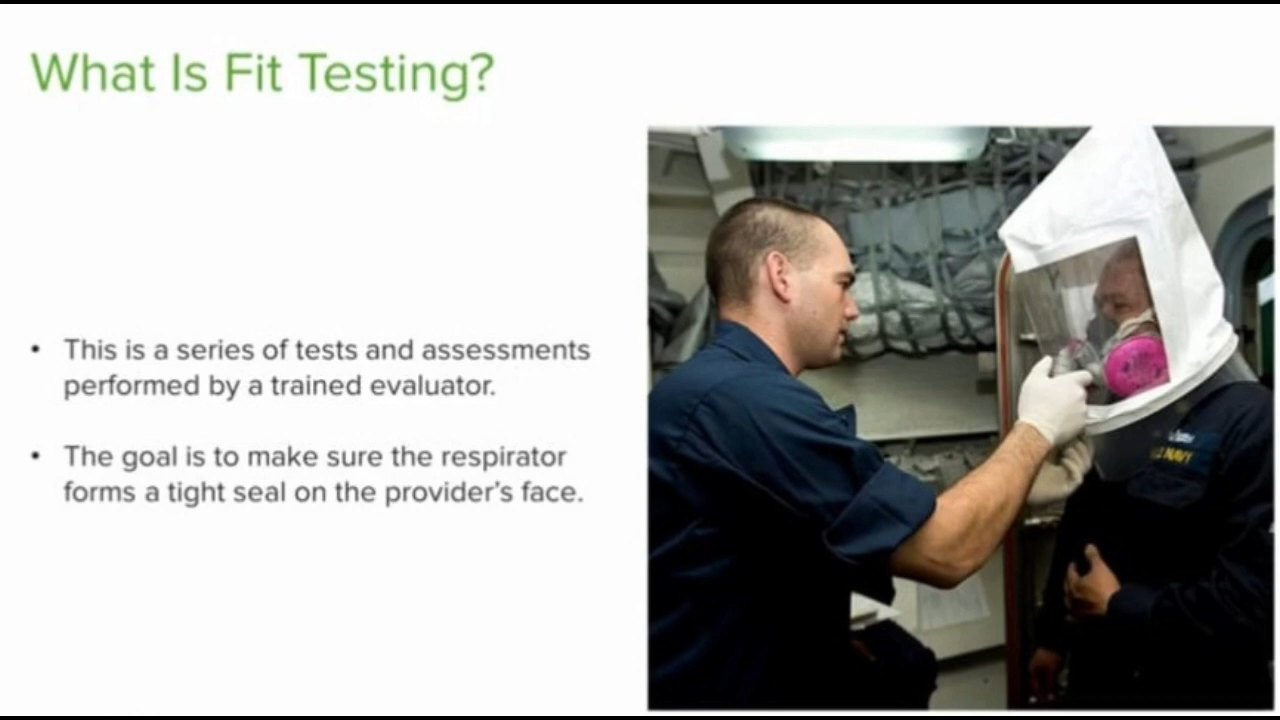 What Is Fit Testing?
• This is a series of tests and assessments
performed by a trained evaluator.
• The goal is to make sure the respirator
forms a tight seal on the provider's face.
NAVY